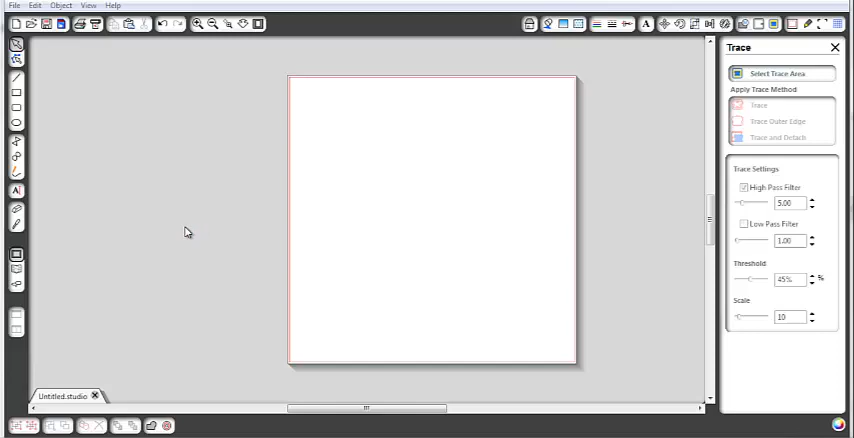 File Edit Object View Help
Trace
Select Trace Area
Apply Trace Method
Trace
Trace Outer Edge
Trace and Detach
Trace Settings
High Pass Filter
5.00
Low Pass Filter
1.00
Threshold
45% %
Scale
10
A
A
Untitled.studio